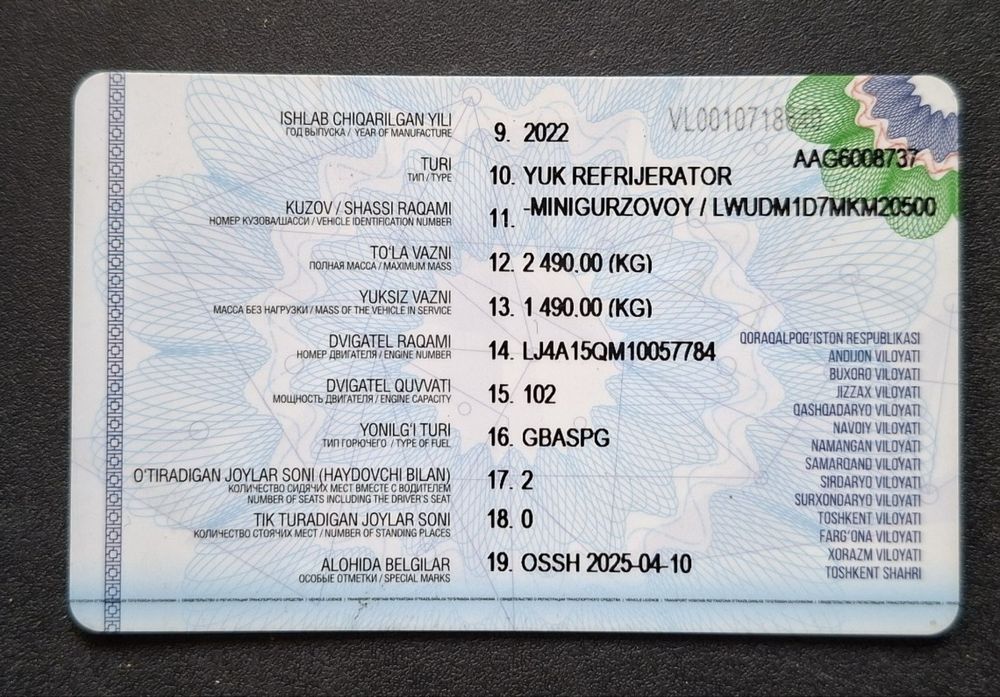 VL0010718
AAG6008737
ISHLAB CHIQARILGAN YILI
ГОД ВЫПУСКА / YEAR OF MANUFACTURE
9. 2022
TURI
ТИП / TYPE
10. YUK REFRIJERATOR
-MINIGURZOVOY / LWUDM1D7MKM20500
KUZOV / SHASSI RAQAMI
НОМЕР КУЗОВА/ШАССИ / VEHICLE IDENTIFICATION NUMBER
11.
TO‘LA VAZNI
ПОЛНАЯ МАССА / MAXIMUM MASS
12. 2 490.00 (KG)
YUKSIZ VAZNI
МАССА БЕЗ НАГРУЗКИ / MASS OF THE VEHICLE IN SERVICE
13. 1 490.00 (KG)
DVIGATEL RAQAMI
НОМЕР ДВИГАТЕЛЯ / ENGINE NUMBER
14. LJ4A15QM10057784
DVIGATEL QUVVATI
МОЩНОСТЬ ДВИГАТЕЛЯ / ENGINE CAPACITY
15. 102
YONILG‘I TURI
ТИП ГОРЮЧЕГО / TYPE OF FUEL
16. GBASPG
O‘TIRADIGAN JOYLAR SONI (HAYDOVCHI BILAN)
КОЛИЧЕСТВО СИДЯЧИХ МЕСТ ВМЕСТЕ С ВОДИТЕЛЕМ
NUMBER OF SEATS INCLUDING THE DRIVER'S SEAT
17. 2
TIK TURADIGAN JOYLAR SONI
КОЛИЧЕСТВО СТОЯЧИХ МЕСТ / NUMBER OF STANDING PLACES
18. 0
ALOHIDA BELGILAR
ОСОБЫЕ ОТМЕТКИ / SPECIAL MARKS
19. OSSH 2025-04-10
QORAQALPOG‘ISTON RESPUBLIKASI
ANDIJON VILOYATI
BUXORO VILOYATI
JIZZAX VILOYATI
QASHQADARYO VILOYATI
NAVOIY VILOYATI
NAMANGAN VILOYATI
SAMARQAND VILOYATI
SIRDARYO VILOYATI
SURXONDARYO VILOYATI
TOSHKENT VILOYATI
FARG‘ONA VILOYATI
XORAZM VILOYATI
TOSHKENT SHAHRI